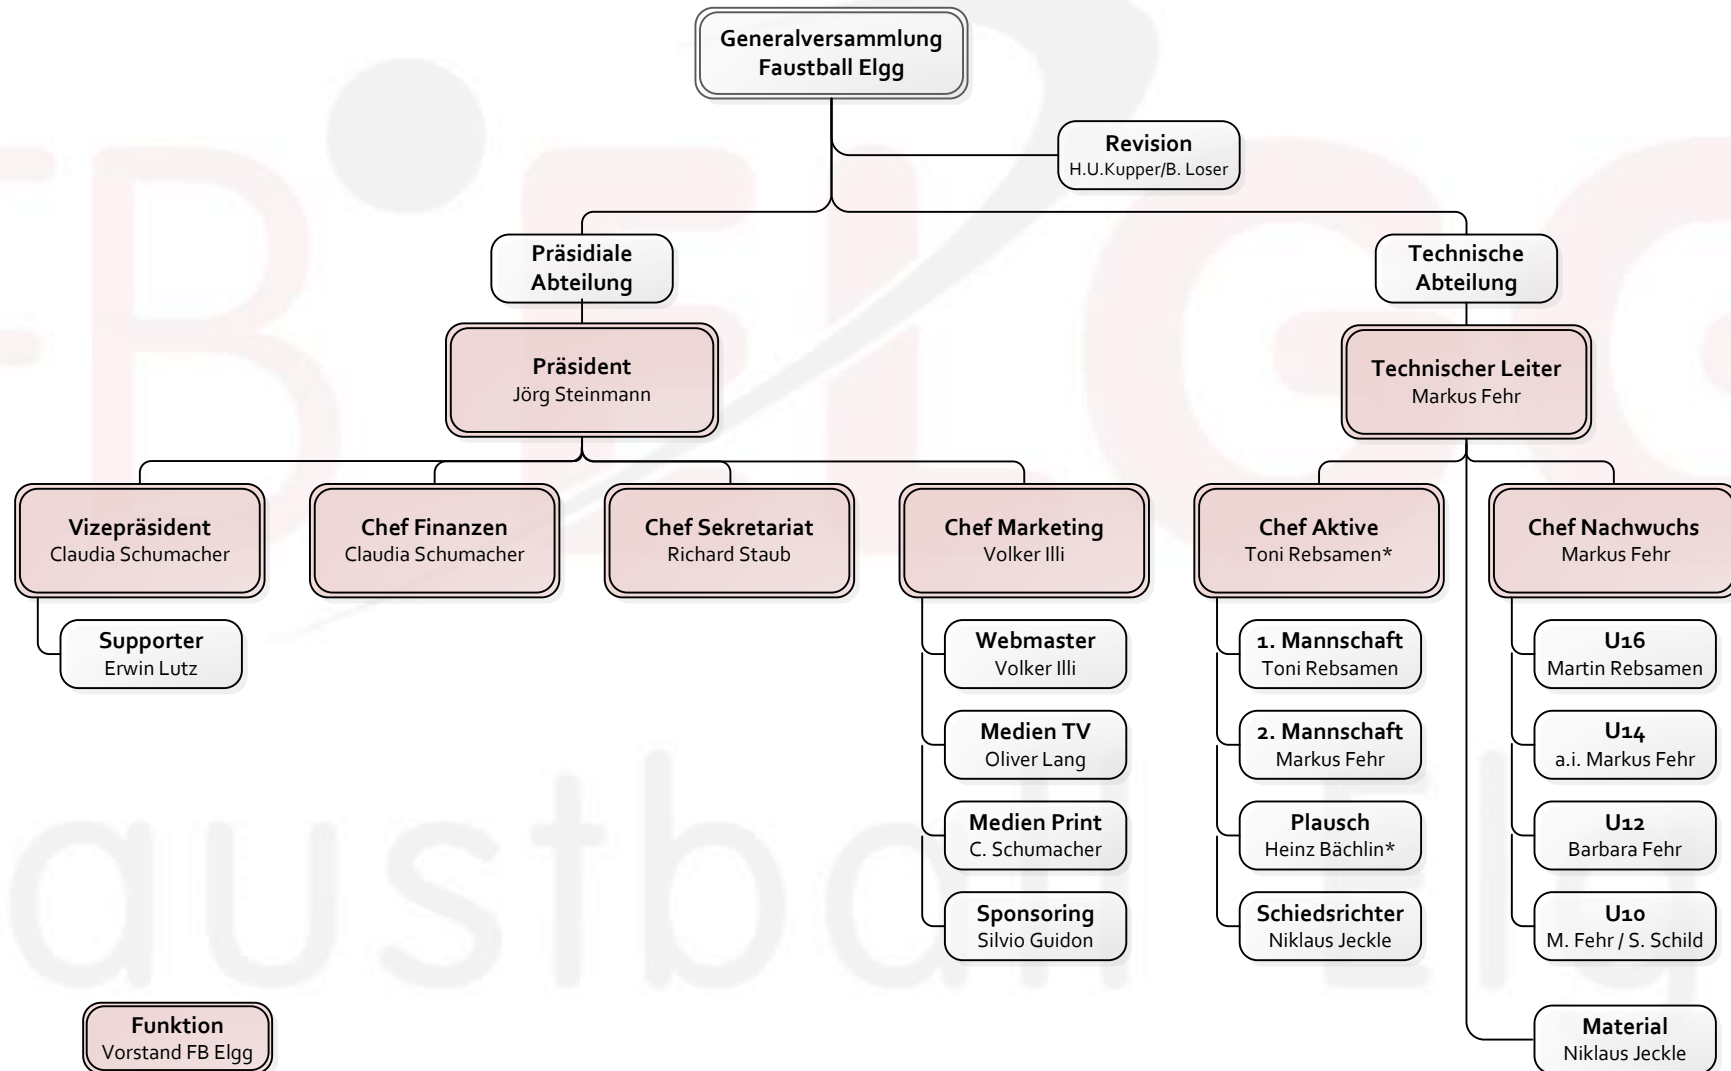 Generalversammlung
Faustball Elgg
Revision
H.U.Kupper/B. Loser
Präsidiale
Abteilung
Technische
Abteilung
Präsident
Jörg Steinmann
Technischer Leiter
Markus Fehr
Vizepräsident
Claudia Schumacher
Chef Finanzen
Claudia Schumacher
Chef Sekretariat
Richard Staub
Chef Marketing
Volker Illi
Chef Aktive
Toni Rebsamen*
Chef Nachwuchs
Markus Fehr
Supporter
Erwin Lutz
Webmaster
Volker Illi
Medien TV
Oliver Lang
Medien Print
C. Schumacher
Sponsoring
Silvio Guidon
1. Mannschaft
Toni Rebsamen
2. Mannschaft
Markus Fehr
Plausch
Heinz Bächlin*
Schiedsrichter
Niklaus Jeckle
U16
Martin Rebsamen
U14
a.i. Markus Fehr
U12
Barbara Fehr
U10
M. Fehr / S. Schild
Material
Niklaus Jeckle
Funktion
Vorstand FB Elgg
FB ELGG
austball Elg